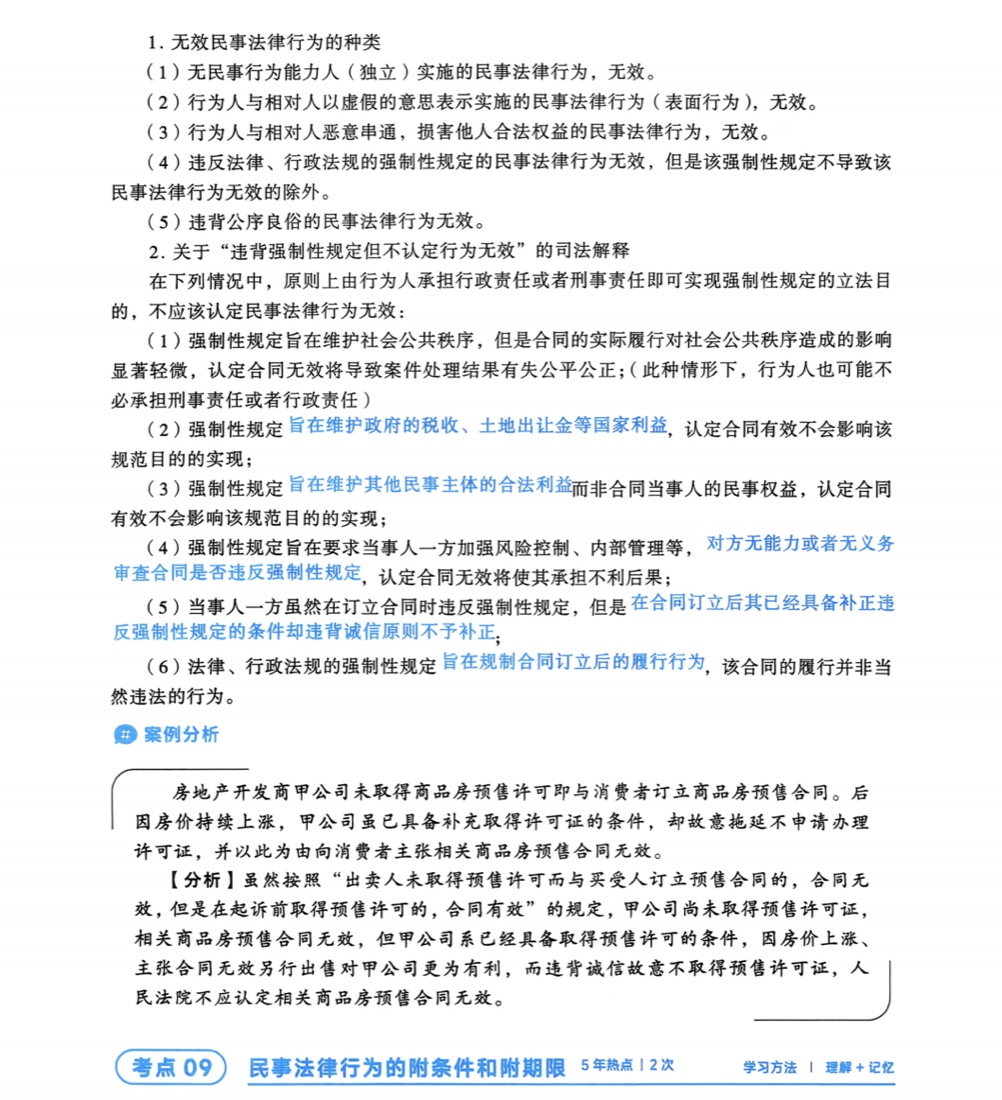 1. 无效民事法律行为的种类
（1）无民事行为能力人（独立）实施的民事法律行为，无效。
（2）行为人与相对人以虚假的意思表示实施的民事法律行为（表面行为），无效。
（3）行为人与相对人恶意串通，损害他人合法权益的民事法律行为，无效。
（4）违反法律、行政法规的强制性规定的民事法律行为无效，但是该强制性规定不导致该
民事法律行为无效的除外。
（5）违背公序良俗的民事法律行为无效。
2. 关于“违背强制性规定但不认定行为无效”的司法解释
在下列情况中，原则上由行为人承担行政责任或者刑事责任即可实现强制性规定的立法目
的，不应该认定民事法律行为无效：
（1）强制性规定旨在维护社会公共秩序，但是合同的实际履行对社会公共秩序造成的影响
显著轻微，认定合同无效将导致案件处理结果有失公平公正；（此种情形下，行为人也可能不
必承担刑事责任或者行政责任）
（2）强制性规定旨在维护政府的税收、土地出让金等国家利益，认定合同有效不会影响该
规范目的的实现；
（3）强制性规定旨在维护其他民事主体的合法利益而非合同当事人的民事权益，认定合同
有效不会影响该规范目的的实现；
（4）强制性规定旨在要求当事人一方加强风险控制、内部管理等，对方无能力或者无义务
审查合同是否违反强制性规定，认定合同无效将使其承担不利后果；
（5）当事人一方虽然在订立合同时违反强制性规定，但是在合同订立后其已经具备补正违
反强制性规定的条件却违背诚信原则不予补正；
（6）法律、行政法规的强制性规定旨在规制合同订立后的履行行为，该合同的履行并非当
然违法的行为。
# 案例分析
房地产开发商甲公司未取得商品房预售许可即与消费者订立商品房预售合同。后
因房价持续上涨，甲公司虽已具备补充取得许可证的条件，却故意拖延不申请办理
许可证，并以此为由向消费者主张相关商品房预售合同无效。
【分析】虽然按照“出卖人未取得预售许可而与买受人订立预售合同的，合同无
效，但是在起诉前取得预售许可的，合同有效”的规定，甲公司尚未取得预售许可证，
相关商品房预售合同无效，但甲公司系已经具备取得预售许可的条件，因房价上涨、
主张合同无效另行出售对甲公司更为有利，而违背诚信故意不取得预售许可证，人
民法院不应认定相关商品房预售合同无效。
考点 09 民事法律行为的附条件和附期限 5年热点 | 2次 学习方法 | 理解+记忆